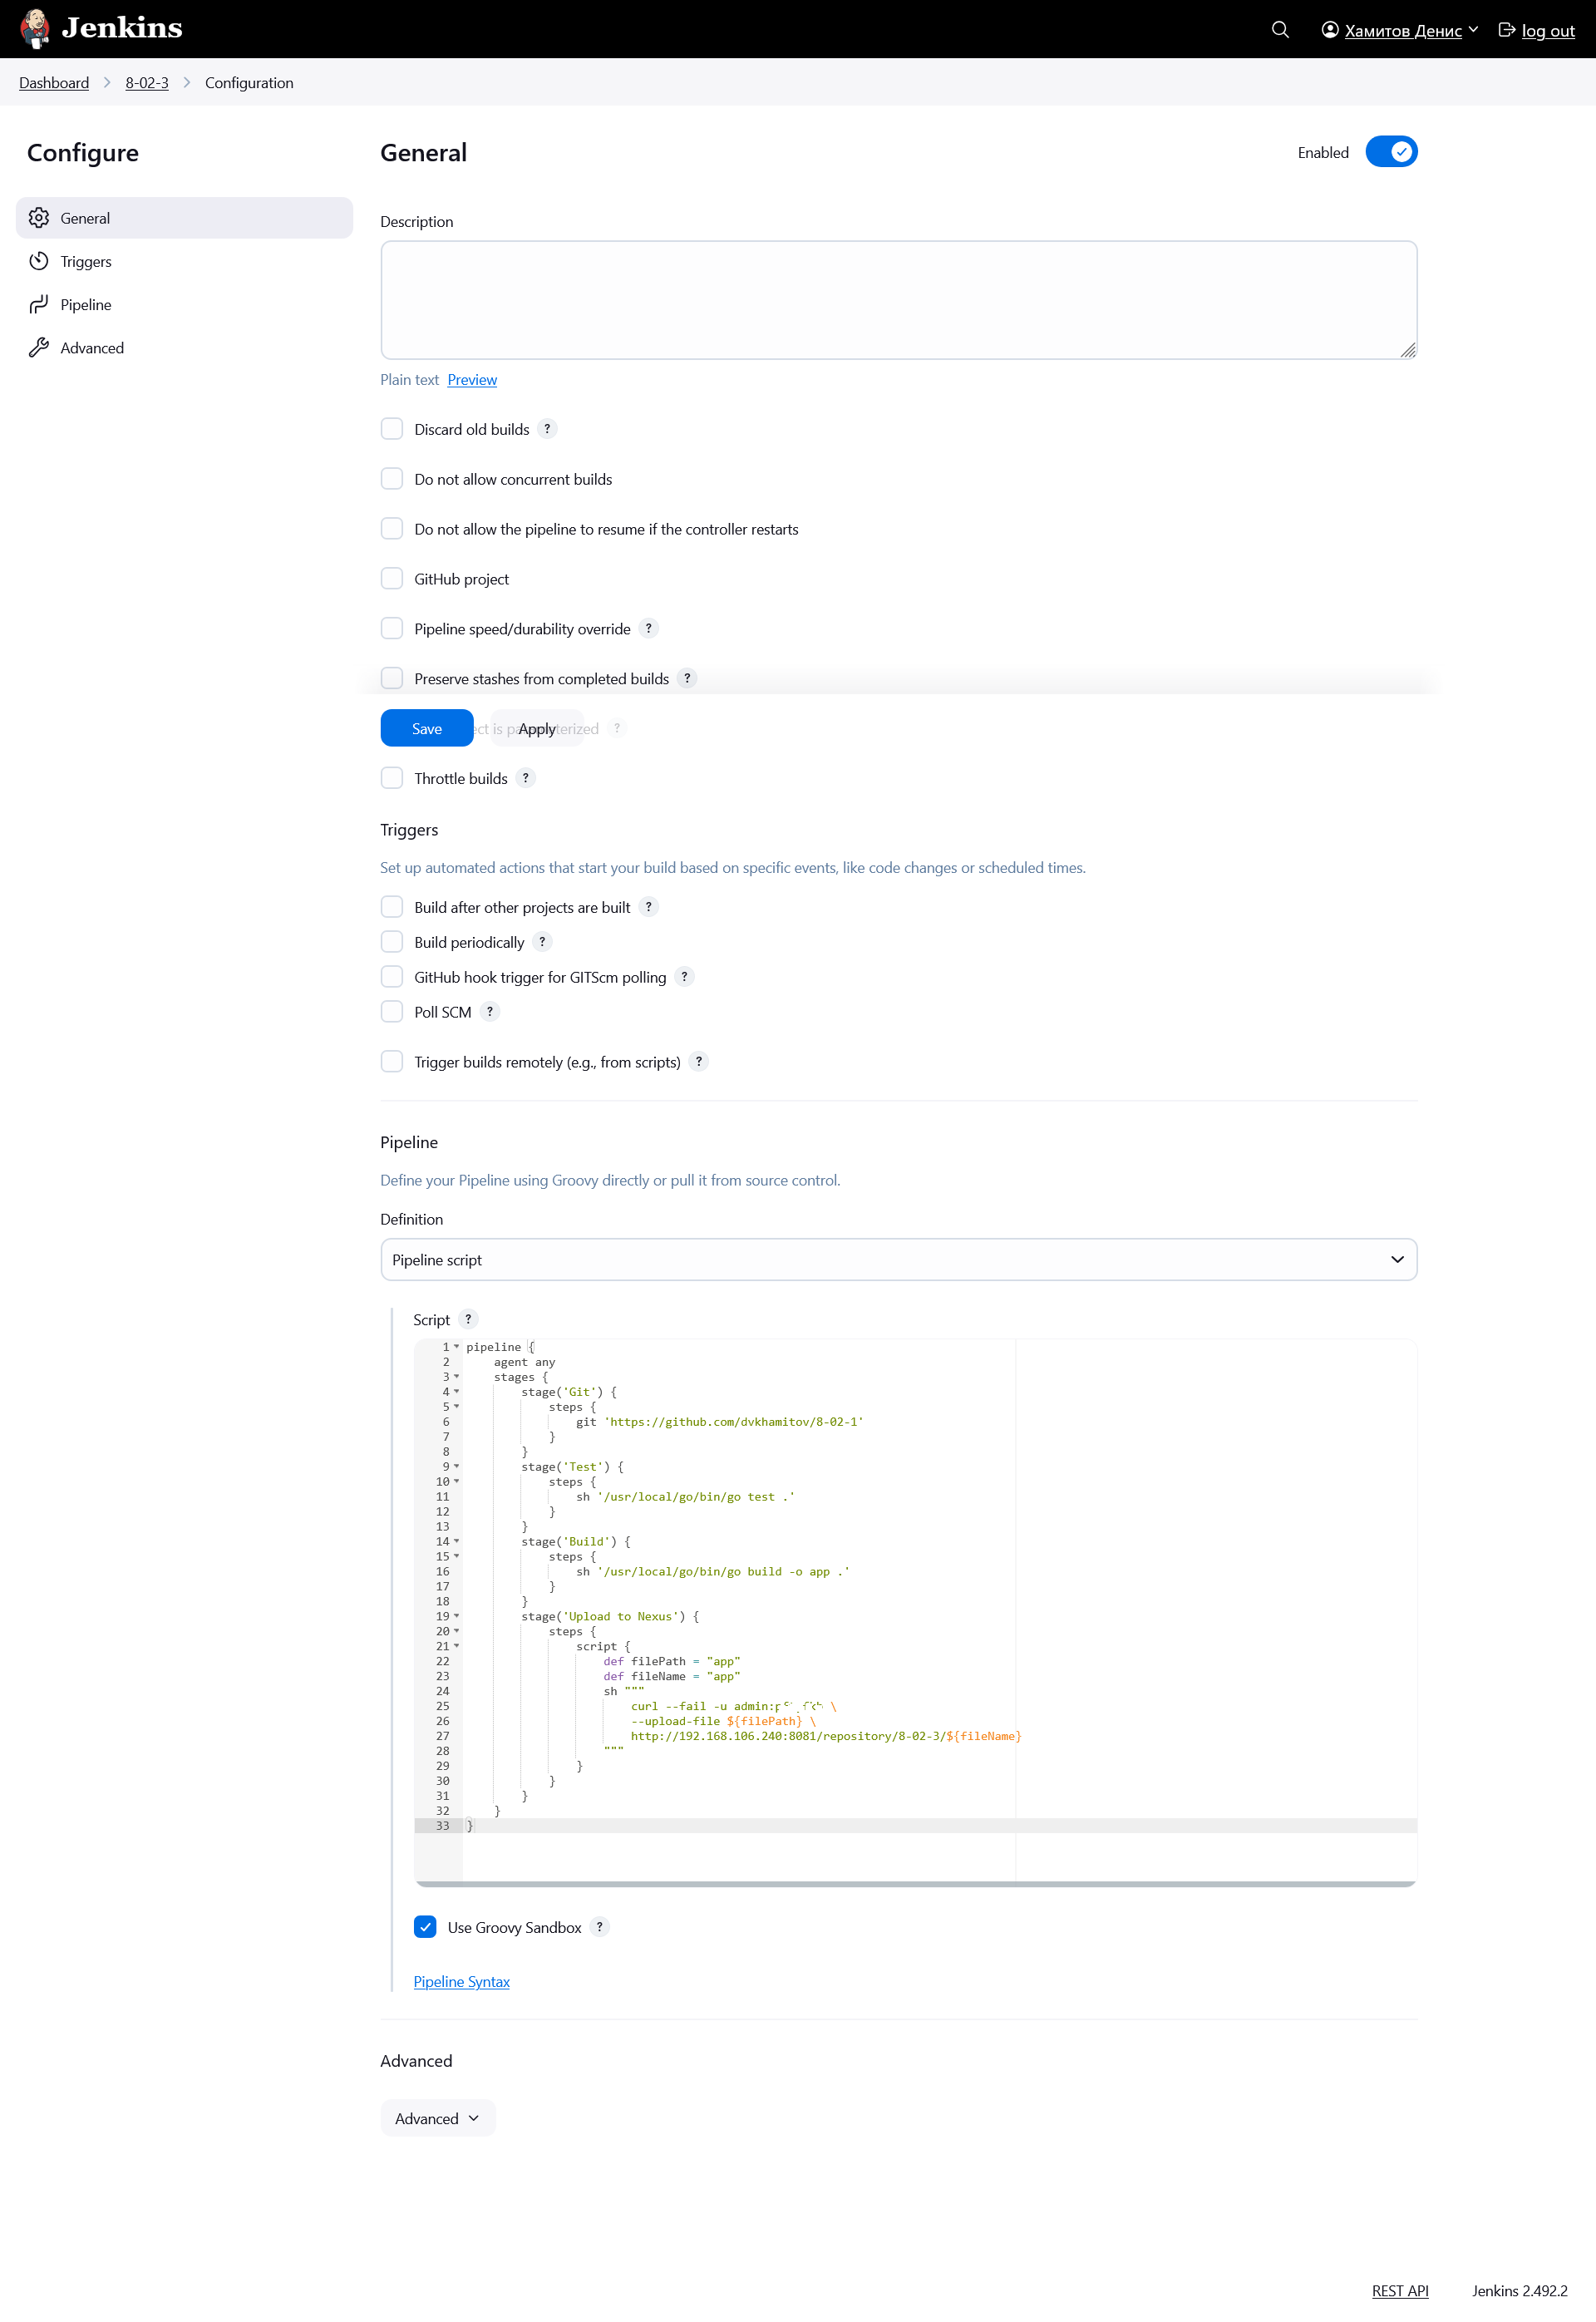 Jenkins
Хамитов Денис
log out
Dashboard
8-02-3
Configuration
Configure
General
Triggers
Pipeline
Advanced
General
Enabled
Description
Plain text Preview
Discard old builds ?
Do not allow concurrent builds
Do not allow the pipeline to resume if the controller restarts
GitHub project
Pipeline speed/durability override ?
Preserve stashes from completed builds ?
Save
Apply
Throttle builds ?
Triggers
Set up automated actions that start your build based on specific events, like code changes or scheduled times.
Build after other projects are built ?
Build periodically ?
GitHub hook trigger for GITScm polling ?
Poll SCM ?
Trigger builds remotely (e.g., from scripts) ?
Pipeline
Define your Pipeline using Groovy directly or pull it from source control.
Definition
Pipeline script
Script ?
1 pipeline {
2 agent any
3 stages {
4 stage('Git') {
5 steps {
6 git 'https://github.com/dvkhamitov/8-02-1'
7 }
8 }
9 stage('Test') {
10 steps {
11 sh '/usr/local/go/bin/go test .'
12 }
13 }
14 stage('Build') {
15 steps {
16 sh '/usr/local/go/bin/go build -o app .'
17 }
18 }
19 stage('Upload to Nexus') {
20 steps {
21 script {
22 def filePath = "app"
23 def fileName = "app"
24 sh """
25 curl --fail -u admin: \
26 --upload-file ${filePath} \
27 http://192.168.106.240:8081/repository/8-02-3/${fileName}
28 """
29 }
30 }
31 }
32 }
33 }
Use Groovy Sandbox ?
Pipeline Syntax
Advanced
Advanced
REST API
Jenkins 2.492.2